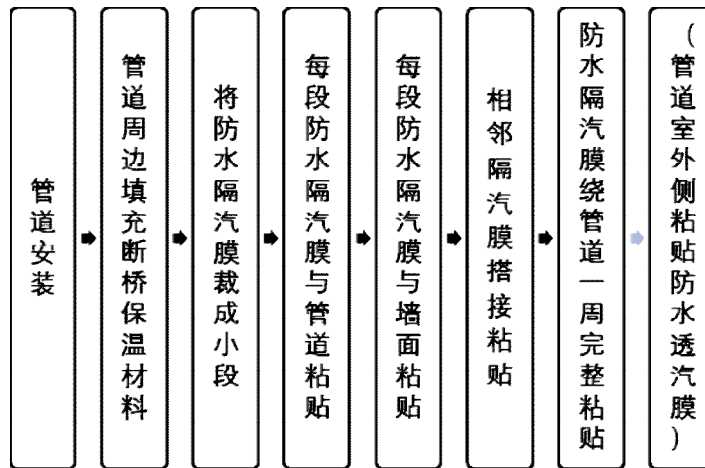 管道安装
管道周边填充断桥保温材料
将防水隔汽膜裁成小段
每段防水隔汽膜与管道粘贴
每段防水隔汽膜与墙面粘贴
相邻隔汽膜搭接粘贴
防水隔汽膜绕管道一周完整粘贴
（管道室外侧粘贴防水透汽膜）